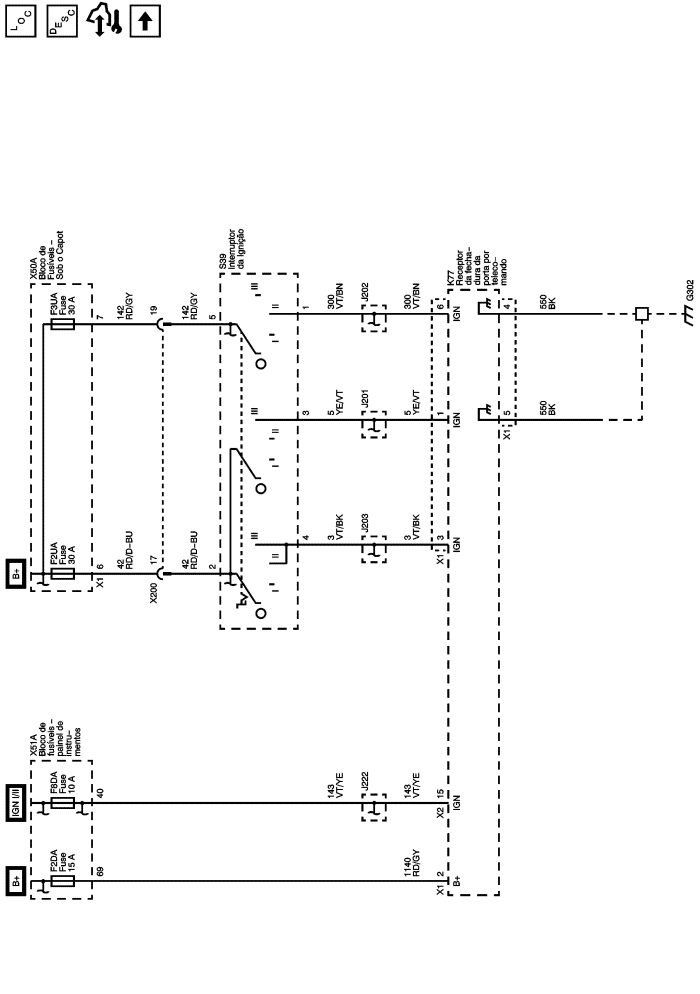 LOC
DESC
B+
IGN I/II
B+
X51A
Bloco de
fusíveis –
painel de
instru–
mentos
F2DA
Fuse
15 A
F8DA
Fuse
10 A
69
40
X50A
Bloco de
Fusíveis –
Sob o Capot
F2UA
Fuse
30 A
F3UA
Fuse
30 A
X1
6
7
42
RD/D–BU
142
RD/GY
X200
17
19
42
RD/D–BU
142
RD/GY
2
5
S39
Interruptor
da Ignição
I
II
III
I
II
III
I
II
III
4
3
1
143
VT/YE
3
VT/BK
5
YE/VT
300
VT/BN
J222
J203
J201
J202
1140
RD/GY
143
VT/YE
3
VT/BK
5
YE/VT
300
VT/BN
X1
2
X2
15
X1
3
1
6
K77
Receptor
da fecha–
dura da
porta por
teleco–
mando
B+
IGN
IGN
IGN
IGN
X1
5
4
550
BK
550
BK
G302